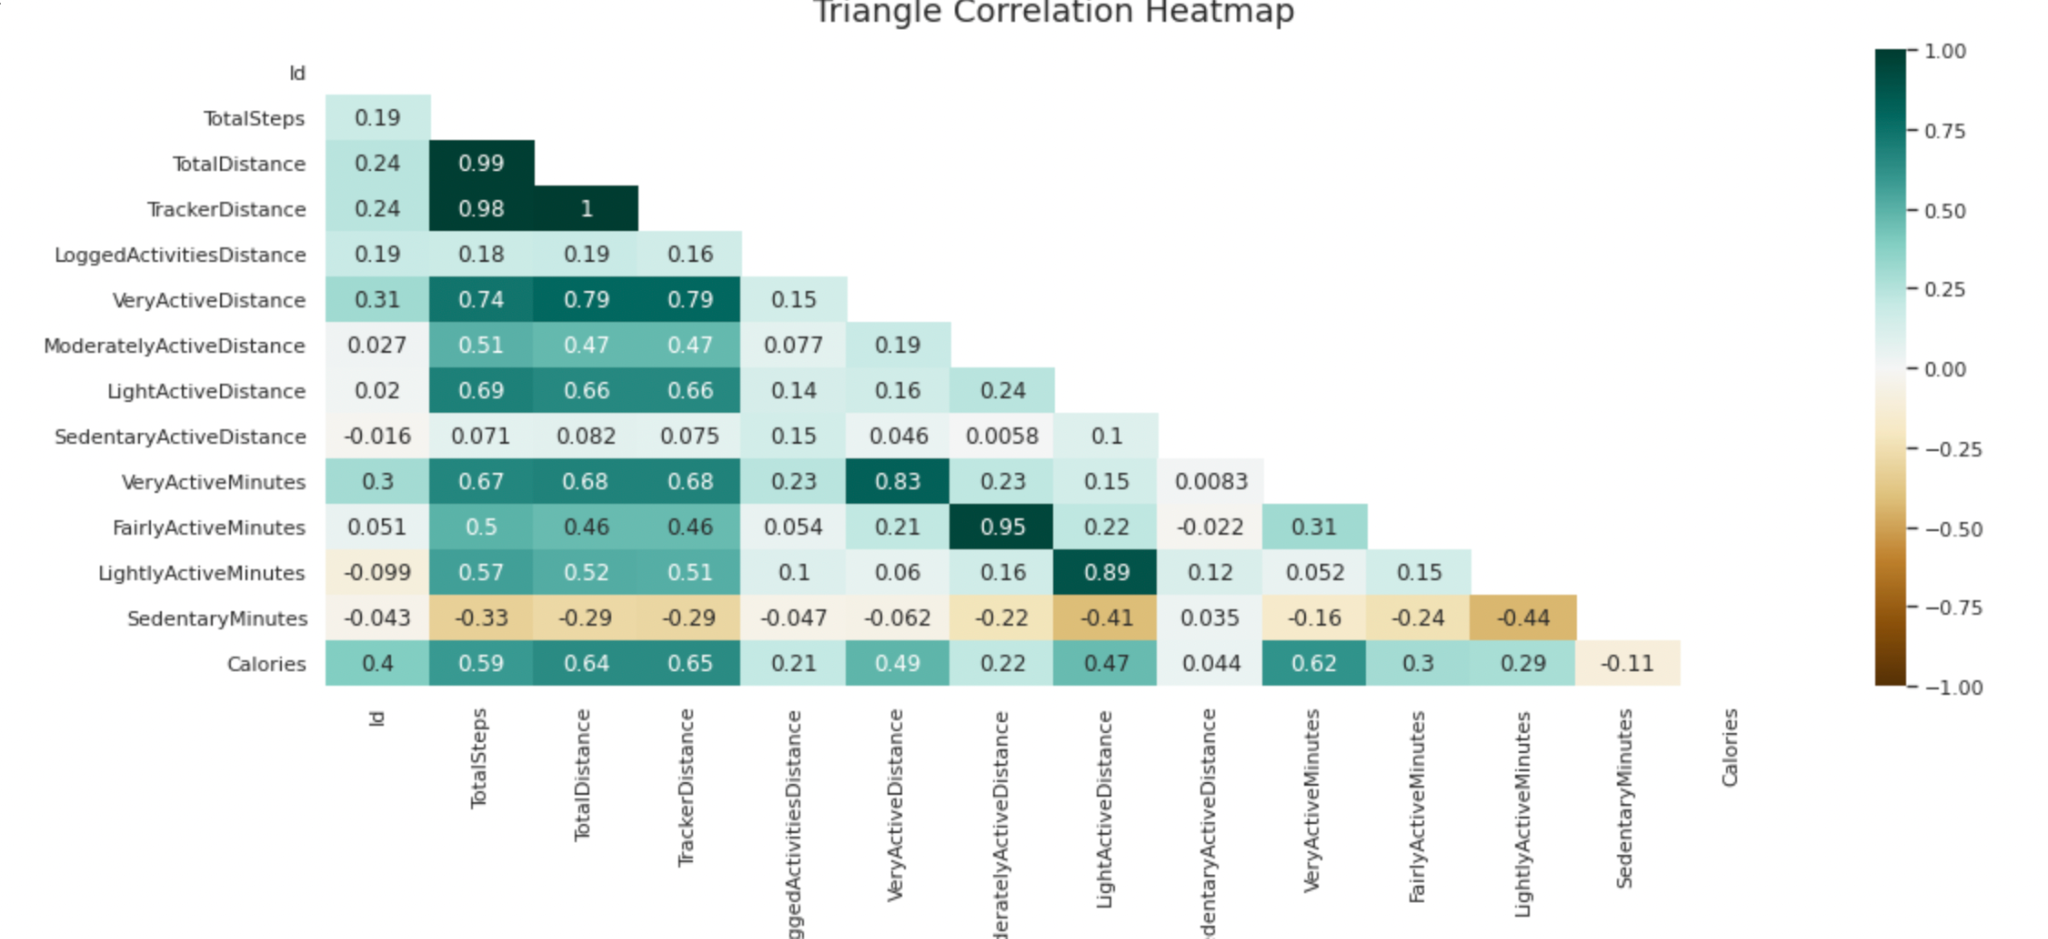 Triangle Correlation Heatmap
Id
TotalSteps 0.19
TotalDistance 0.24 0.99
TrackerDistance 0.24 0.98 1
LoggedActivitiesDistance 0.19 0.18 0.19 0.16
VeryActiveDistance 0.31 0.74 0.79 0.79 0.15
ModeratelyActiveDistance 0.027 0.51 0.47 0.47 0.077 0.19
LightActiveDistance 0.02 0.69 0.66 0.66 0.14 0.16 0.24
SedentaryActiveDistance -0.016 0.071 0.082 0.075 0.15 0.046 0.0058 0.1
VeryActiveMinutes 0.3 0.67 0.68 0.68 0.23 0.83 0.23 0.15 0.0083
FairlyActiveMinutes 0.051 0.5 0.46 0.46 0.054 0.21 0.95 0.22 -0.022 0.31
LightlyActiveMinutes -0.099 0.57 0.52 0.51 0.1 0.06 0.16 0.89 0.12 0.052 0.15
SedentaryMinutes -0.043 -0.33 -0.29 -0.29 -0.047 -0.062 -0.22 -0.41 0.035 -0.16 -0.24 -0.44
Calories 0.4 0.59 0.64 0.65 0.21 0.49 0.22 0.47 0.044 0.62 0.3 0.29 -0.11
Id
TotalSteps
TotalDistance
TrackerDistance
ggedActivitiesDistance
VeryActiveDistance
deratelyActiveDistance
LightActiveDistance
edentaryActiveDistance
VeryActiveMinutes
FairlyActiveMinutes
LightlyActiveMinutes
SedentaryMinutes
Calories
1.00
0.75
0.50
0.25
0.00
−0.25
−0.50
−0.75
−1.00